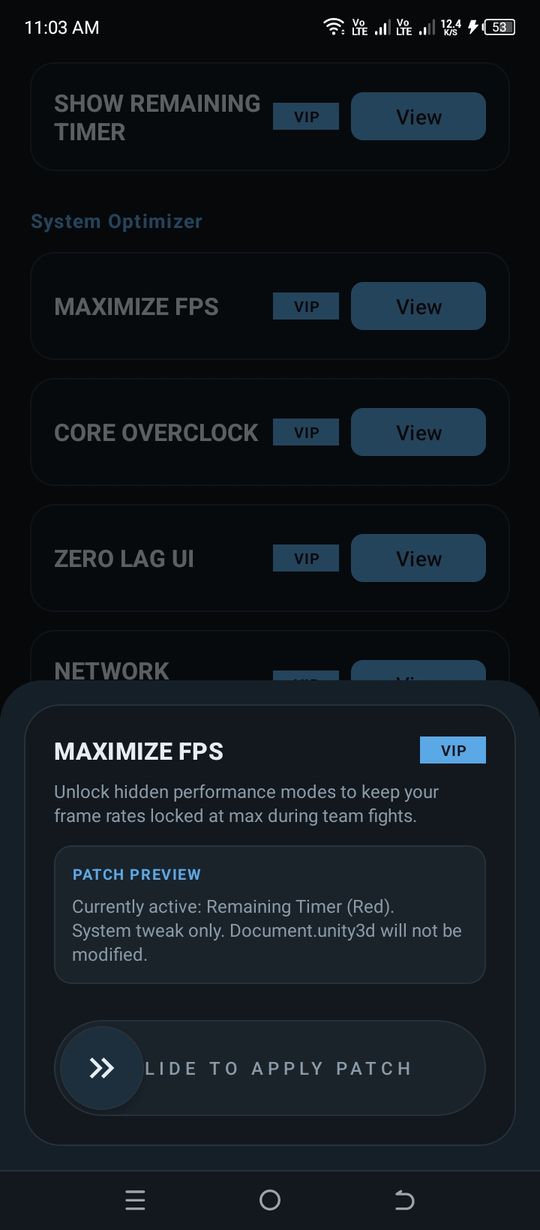 11:03 AM
Vo LTE Vo LTE 12.4 K/S 53
SHOW REMAINING
TIMER
VIP
View
System Optimizer
MAXIMIZE FPS
VIP
View
CORE OVERCLOCK
VIP
View
ZERO LAG UI
VIP
View
NETWORK
MAXIMIZE FPS
VIP
Unlock hidden performance modes to keep your
frame rates locked at max during team fights.
PATCH PREVIEW
Currently active: Remaining Timer (Red).
System tweak only. Document.unity3d will not be
modified.
LIDE TO APPLY PATCH